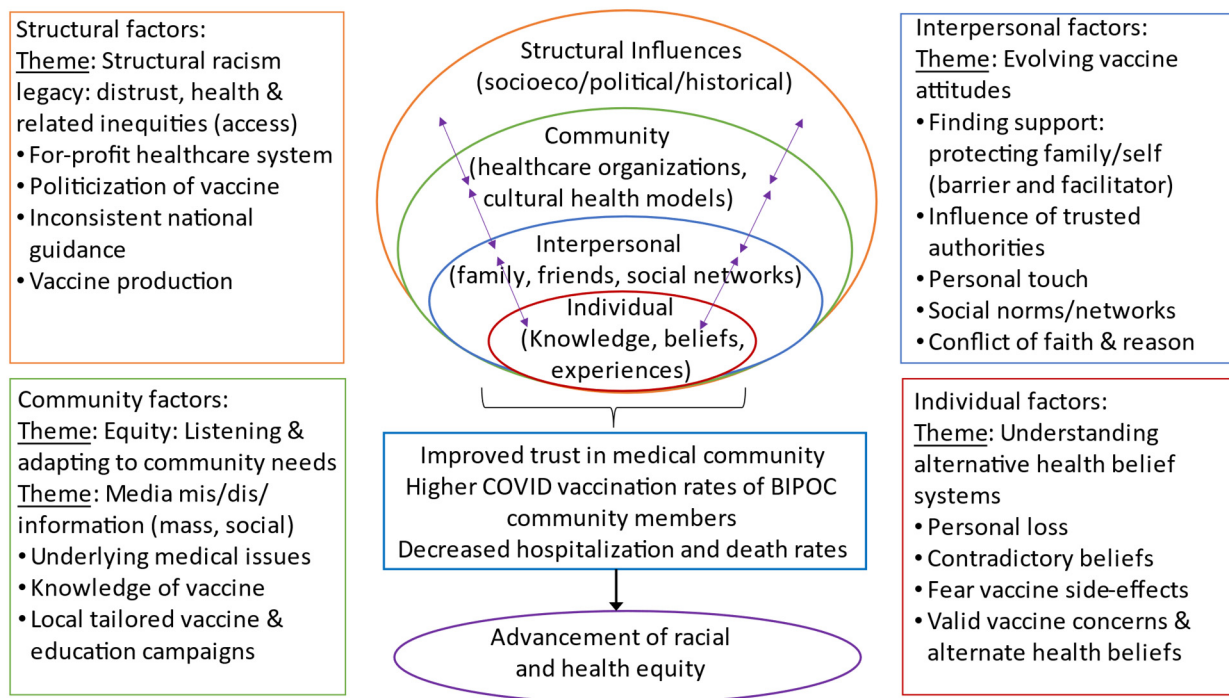 Structural factors:
Theme: Structural racism
legacy: distrust, health &
related inequities (access)
• For-profit healthcare system
• Politicization of vaccine
• Inconsistent national
guidance
• Vaccine production
Community factors:
Theme: Equity: Listening &
adapting to community needs
Theme: Media mis/dis/
information (mass, social)
• Underlying medical issues
• Knowledge of vaccine
• Local tailored vaccine &
education campaigns
Structural Influences
(socioeco/political/historical)
Community
(healthcare organizations,
cultural health models)
Interpersonal
(family, friends, social networks)
Individual
(Knowledge, beliefs,
experiences)
Improved trust in medical community
Higher COVID vaccination rates of BIPOC
community members
Decreased hospitalization and death rates
Advancement of racial
and health equity
Interpersonal factors:
Theme: Evolving vaccine
attitudes
• Finding support:
protecting family/self
(barrier and facilitator)
• Influence of trusted
authorities
• Personal touch
• Social norms/networks
• Conflict of faith & reason
Individual factors:
Theme: Understanding
alternative health belief
systems
• Personal loss
• Contradictory beliefs
• Fear vaccine side-effects
• Valid vaccine concerns &
alternate health beliefs